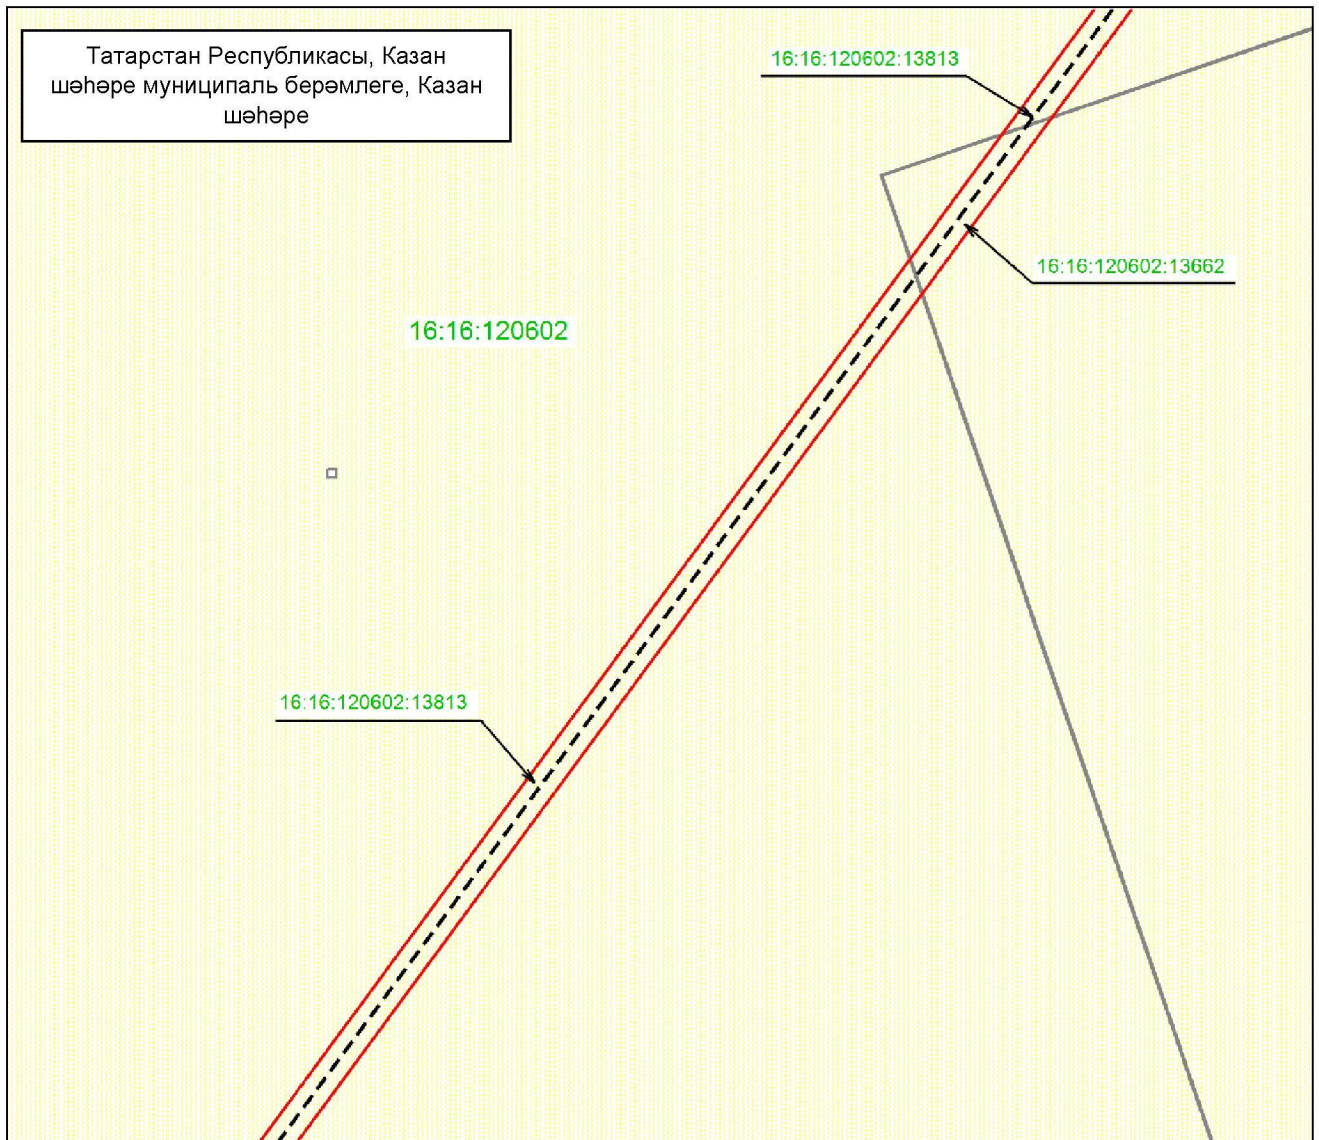 Татарстан Республикасы, Казан
шәһәре муниципаль берәмлеге, Казан
шәһәре
16:16:120602:13813
16:16:120602:13662
16:16:120602
16:16:120602:13813